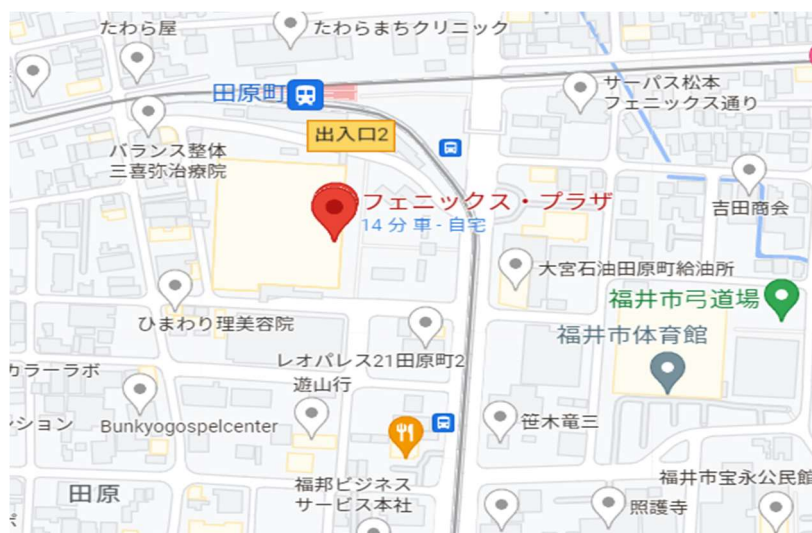 たわら屋
たわらまちクリニック
田原町
サーパス松本
フェニックス通り
出入口2
バランス整体
三喜弥治療院
フェニックス・プラザ
14 分 車 - 自宅
吉田商会
大宮石油田原町給油所
福井市弓道場
ひまわり理美容院
福井市体育館
レオパレス21田原町2
カラーラボ
遊山行
ション
Bunkyogospelcenter
笹木竜三
田原
福邦ビジネス
サービス本社
福井市宝永公民館
照護寺